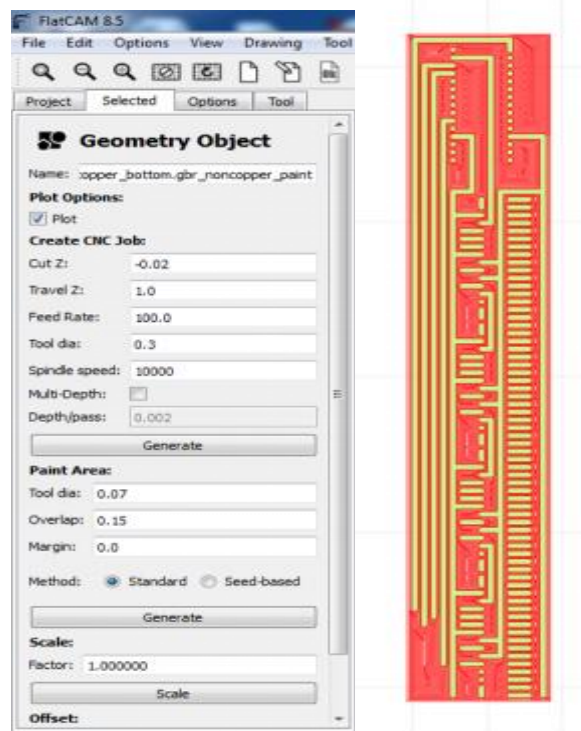 FlatCAM 8.5
File Edit Options View Drawing Tool
Project Selected Options Tool
Geometry Object
Name: :opper_bottom.gbr_noncopper_paint
Plot Options:
Plot
Create CNC Job:
Cut Z: -0.02
Travel Z: 1.0
Feed Rate: 100.0
Tool dia: 0.3
Spindle speed: 10000
Multi-Depth:
Depth/pass: 0.002
Generate
Paint Area:
Tool dia: 0.07
Overlap: 0.15
Margin: 0.0
Method: Standard Seed-based
Generate
Scale:
Factor: 1.000000
Scale
Offset: